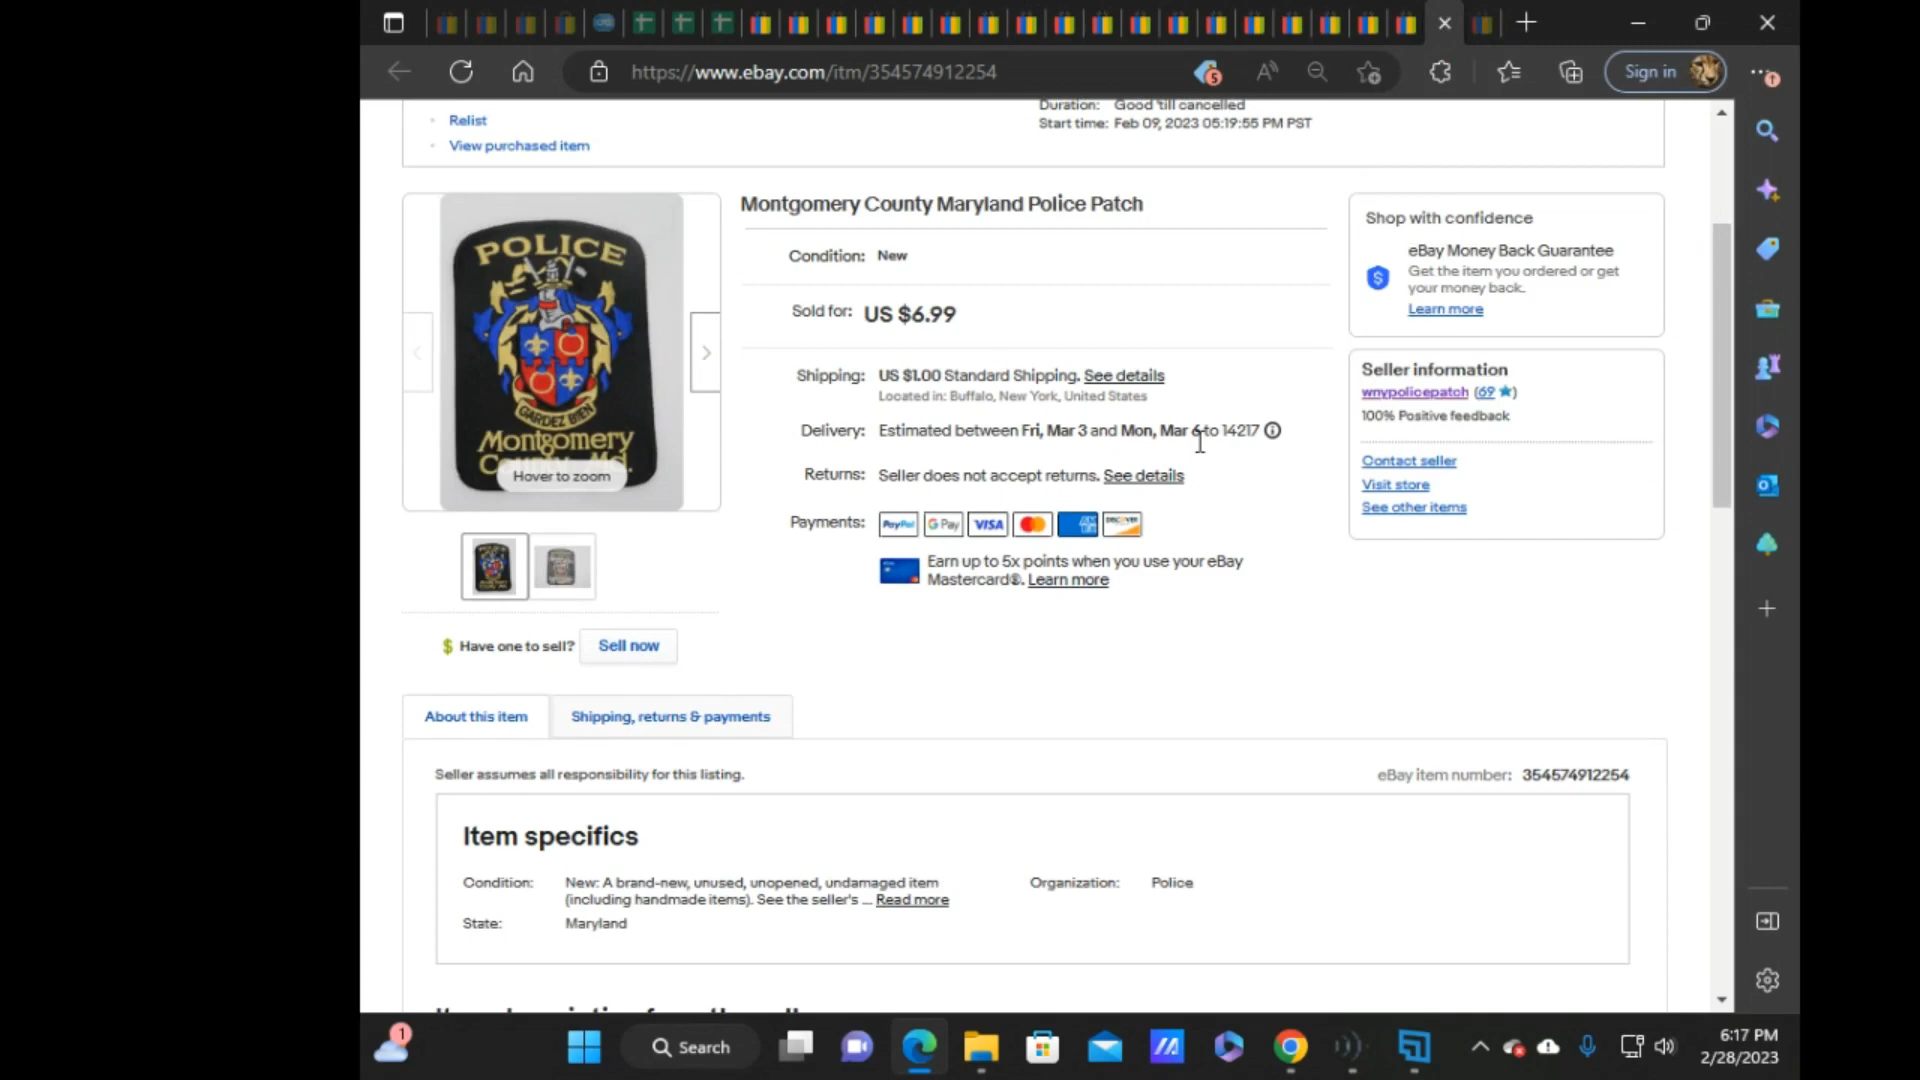 https://www.ebay.com/itm/354574912254
5
Sign in
Duration: Good 'till cancelled
Relist
Start time: Feb 09, 2023 05:19:55 PM PST
View purchased item
Montgomery County Maryland Police Patch
Condition: New
Sold for: US $6.99
Shipping: US $1.00 Standard Shipping. See details
Located in: Buffalo, New York, United States
Delivery: Estimated between Fri, Mar 3 and Mon, Mar 6 to 14217
Returns: Seller does not accept returns. See details
Payments: PayPal G Pay VISA DISCOVER
Earn up to 5x points when you use your eBay
Mastercard®. Learn more
POLICE
GARDEZ BIEN
Montgomery
County, Md.
Hover to zoom
Shop with confidence
eBay Money Back Guarantee
Get the item you ordered or get
your money back.
Learn more
Seller information
wnypolicepatch (69)
100% Positive feedback
Contact seller
Visit store
See other items
$ Have one to sell? Sell now
About this item
Shipping, returns & payments
Seller assumes all responsibility for this listing.
eBay item number: 354574912254
Item specifics
Condition: New: A brand-new, unused, unopened, undamaged item
(including handmade items). See the seller's ... Read more
Organization: Police
State: Maryland
1
Search
6:17 PM
2/28/2023